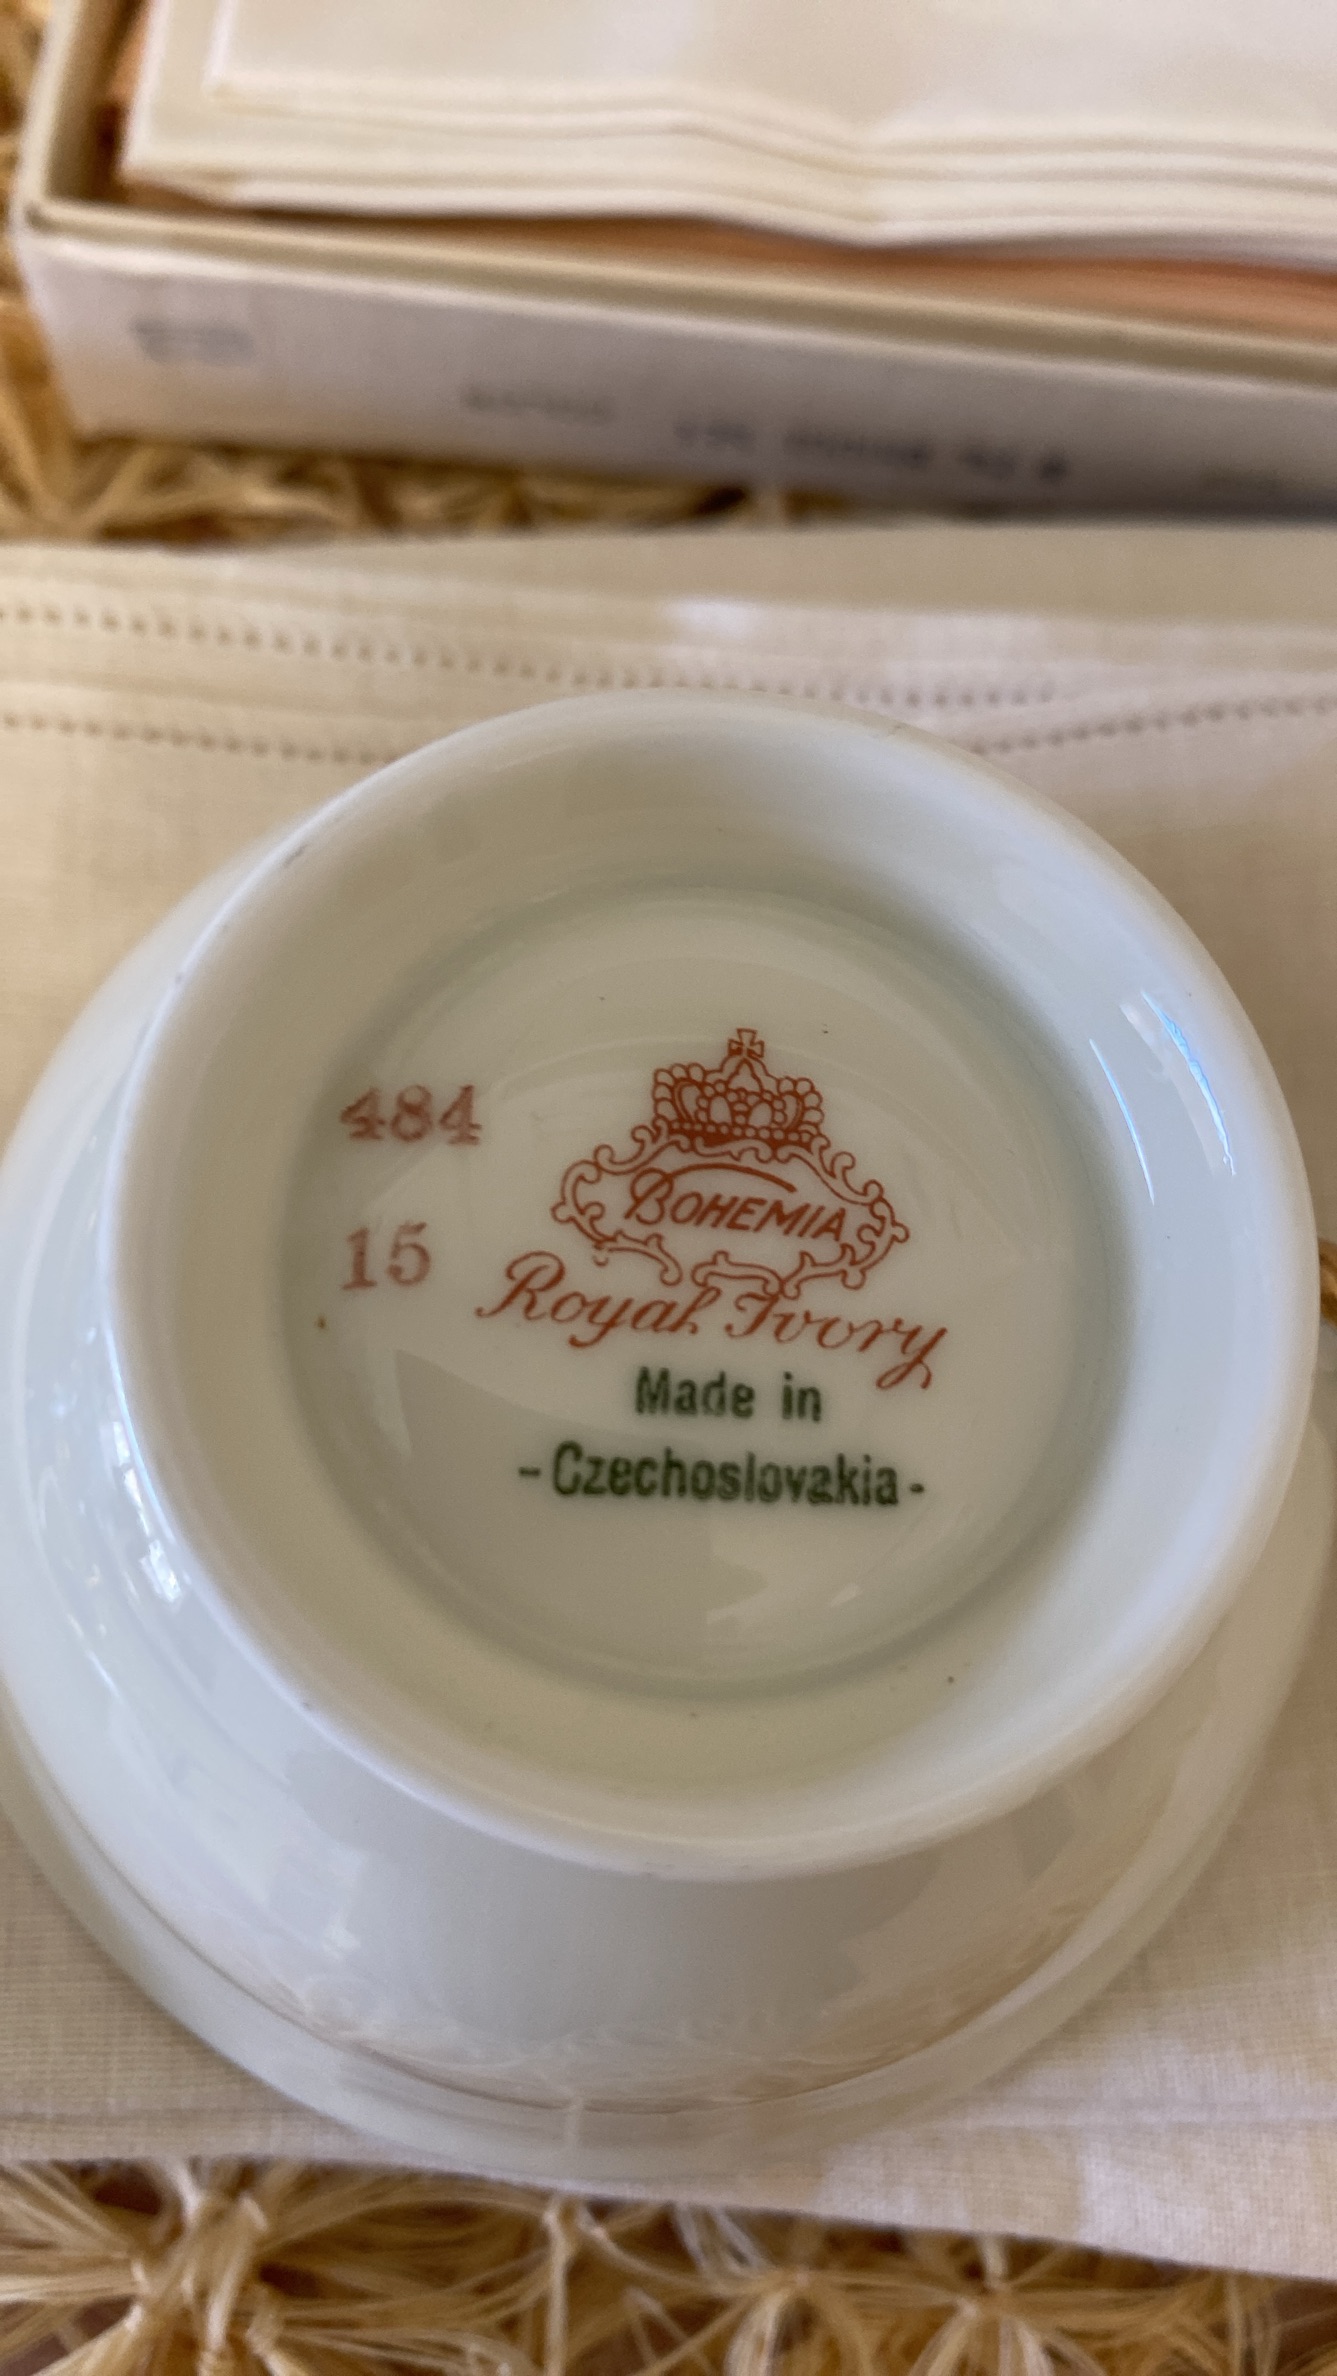 484
15
BOHEMIA
Royal Ivory
Made in
- Czechoslovakia -